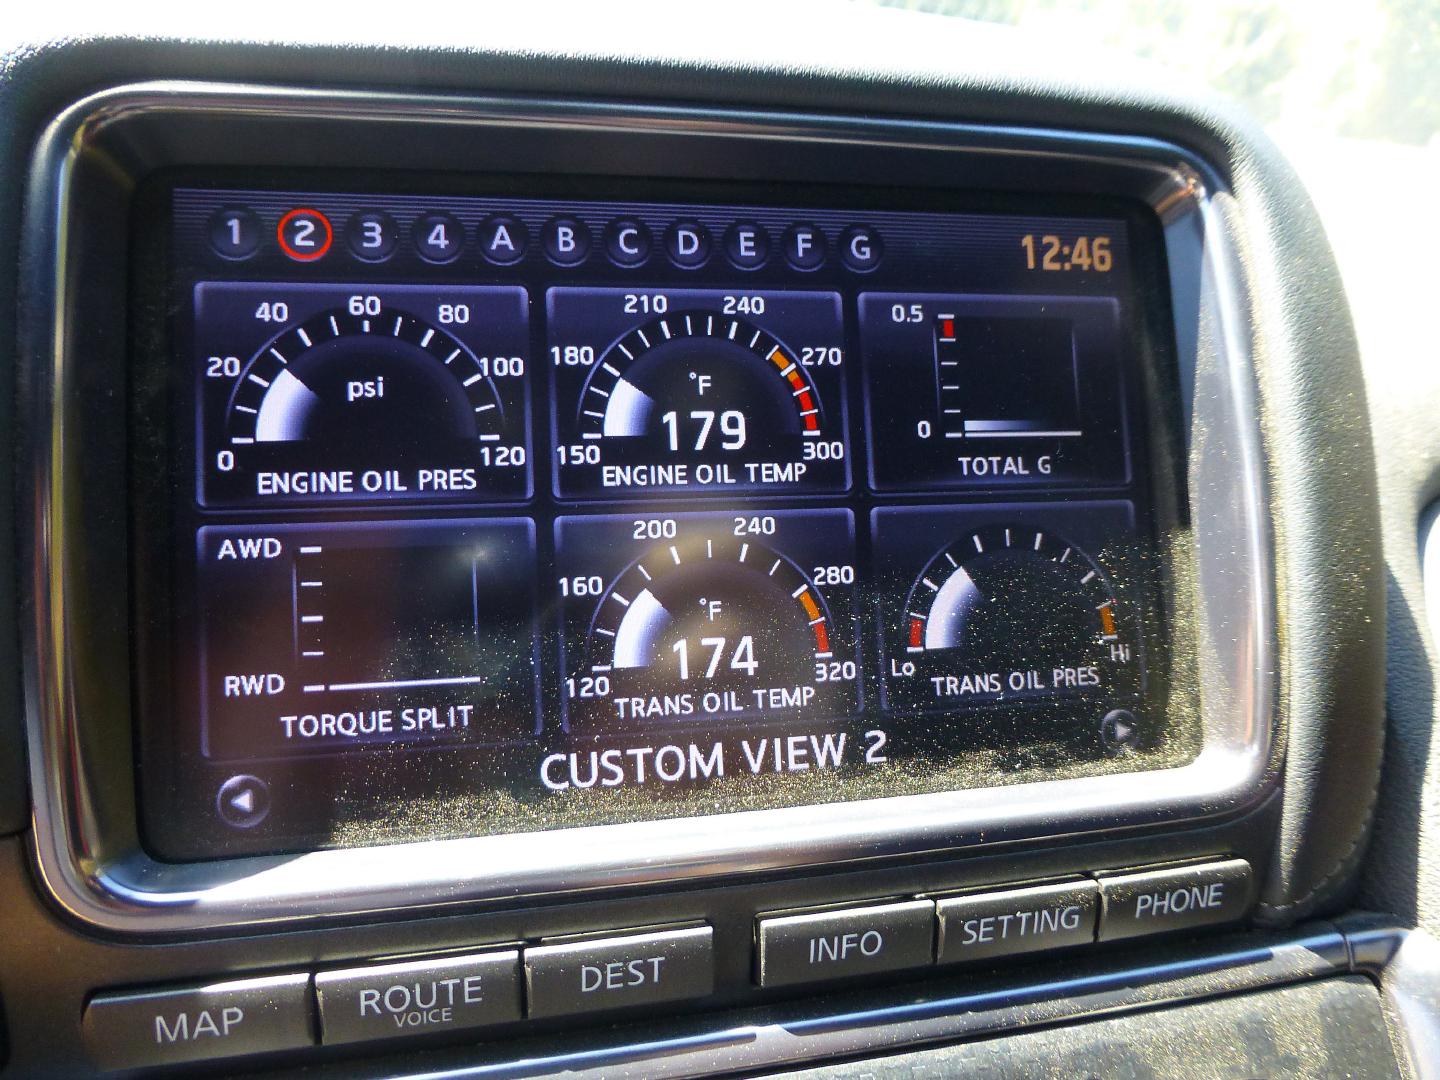 1 2 3 4 A B C D E F G
12:46
40 60 80
20 100
psi
0 120
ENGINE OIL PRES
210 240
180 270
°F
179
150 300
ENGINE OIL TEMP
0.5
0
TOTAL G
AWD
RWD
TORQUE SPLIT
200 240
160 280
°F
174
120 320
TRANS OIL TEMP
Lo Hi
TRANS OIL PRES
CUSTOM VIEW 2
MAP
ROUTE
VOICE
DEST
INFO
SETTING
PHONE